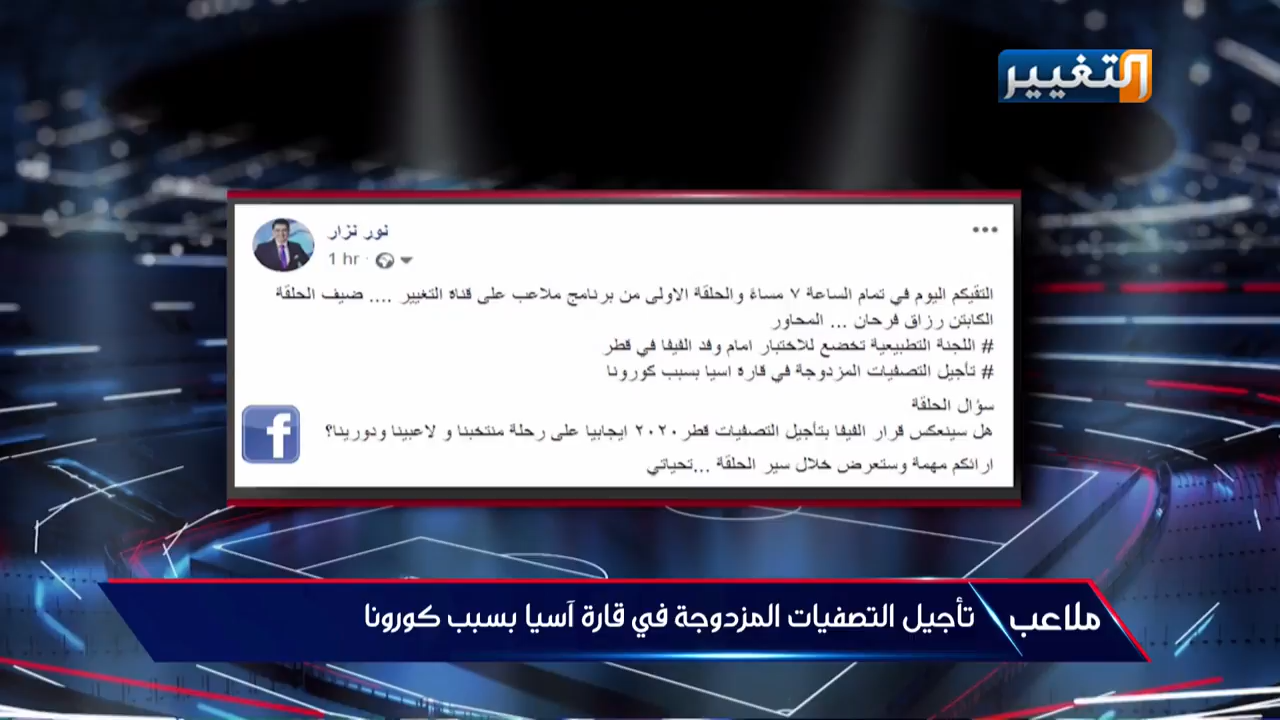 التغيير
نور نزار
1 hr ·
التقيكم اليوم في تمام الساعة ٧ مساءً والحلقة الاولى من برنامج ملاعب على قناة التغيير .... ضيف الحلقة
الكابتن رزاق فرحان ... المحاور
# اللجنة التطبيعية تخضع للاختبار امام وفد الفيفا في قطر
# تأجيل التصفيات المزدوجة في قارة اسيا بسبب كورونا
سؤال الحلقة
هل سينعكس قرار الفيفا بتأجيل التصفيات قطر ٢٠٢٠ ايجابيا على رحلة منتخبنا و لاعبينا ودورينا؟
ارائكم مهمة وستعرض خلال سير الحلقة ...تحياتي
f
ملاعب
تأجيل التصفيات المزدوجة في قارة آسيا بسبب كورونا